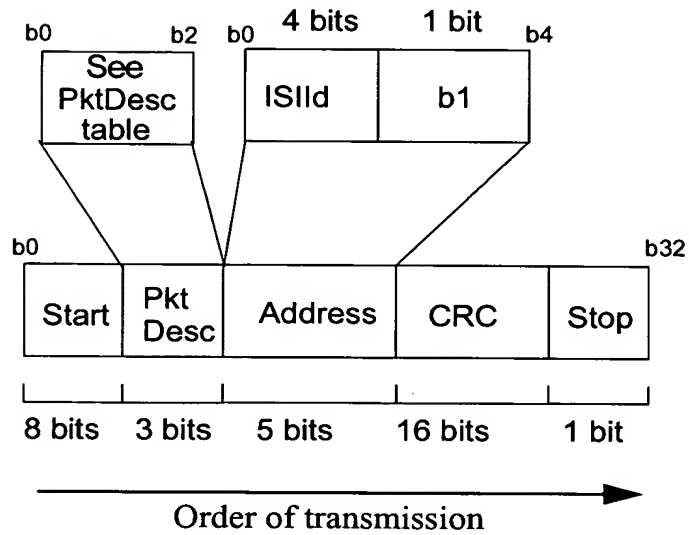 4 bits 1 bit
b0 b2 b0 b4
See
PktDesc
table
ISIId b1
b0 b32
Start Pkt
Desc Address CRC Stop
8 bits 3 bits 5 bits 16 bits 1 bit
Order of transmission